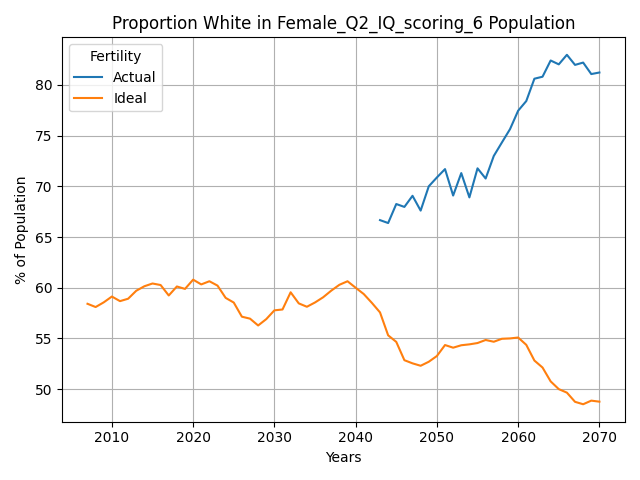 Proportion White in Female_Q2_IQ_scoring_6 Population
Fertility
Actual
Ideal
80
75
70
65
60
55
50
% of Population
2010 2020 2030 2040 2050 2060 2070
Years